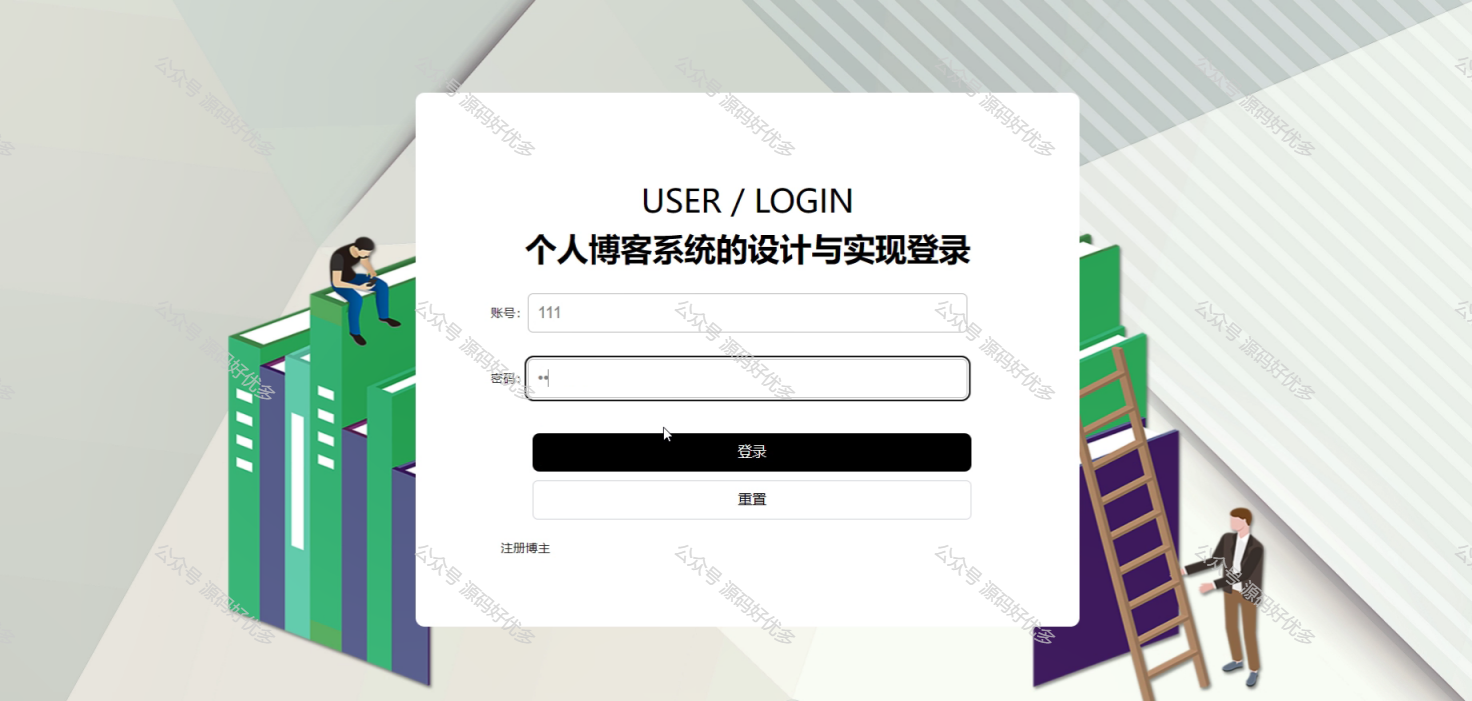 USER / LOGIN
个人博客系统的设计与实现登录
账号：
111
密码：
登录
重置
注册博主
公众号 源码好优多